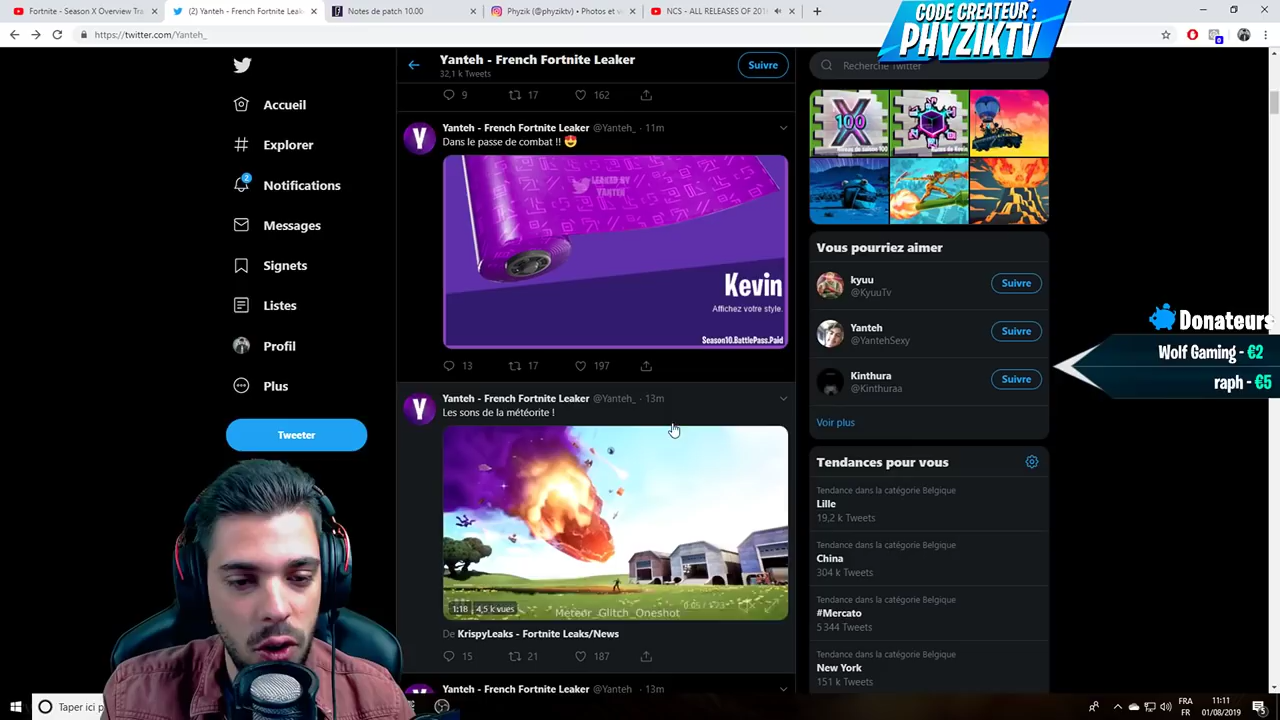 Fortnite - Season X Overview Tra
(2) Yanteh - French Fortnite Leak
Notes de patch 10.00
Phyzik (@phyziktv) • Photos et v
NCS - ALL RELEASES OF 201
https://twitter.com/Yanteh_
CODE CREATEUR :
PHYZIKTV
Accueil
Explorer
2
Notifications
Messages
Signets
Listes
Profil
Plus
Tweeter
Yanteh - French Fortnite Leaker
32,1 k Tweets
Suivre
9 17 162
Yanteh - French Fortnite Leaker @Yanteh_ · 11m
Dans le passe de combat !! 😍
LEAKED BY
YANTEH
Kevin
Affichez votre style.
Season10.BattlePass.Paid
13 17 197
Yanteh - French Fortnite Leaker @Yanteh_ · 13m
Les sons de la météorite !
1:18 4,5 k vues
Meteor_Glitch_Oneshot
De KrispyLeaks - Fortnite Leaks/News
15 21 187
Yanteh - French Fortnite Leaker @Yanteh_ · 13m
Recherche Twitter
X
100
Vous pourriez aimer
kyuu
@KyuuTv
Suivre
Yanteh
@YantehSexy
Suivre
Kinthura
@Kinthuraa
Suivre
Voir plus
Tendances pour vous
Tendance dans la catégorie Belgique
Lille
19,2 k Tweets
Tendance dans la catégorie Belgique
China
304 k Tweets
Tendance dans la catégorie Belgique
#Mercato
5 344 Tweets
Tendance dans la catégorie Belgique
New York
151 k Tweets
Donateurs
Wolf Gaming - €2
raph - €5
Taper ici p
FRA
FR
11:11
01/08/2019